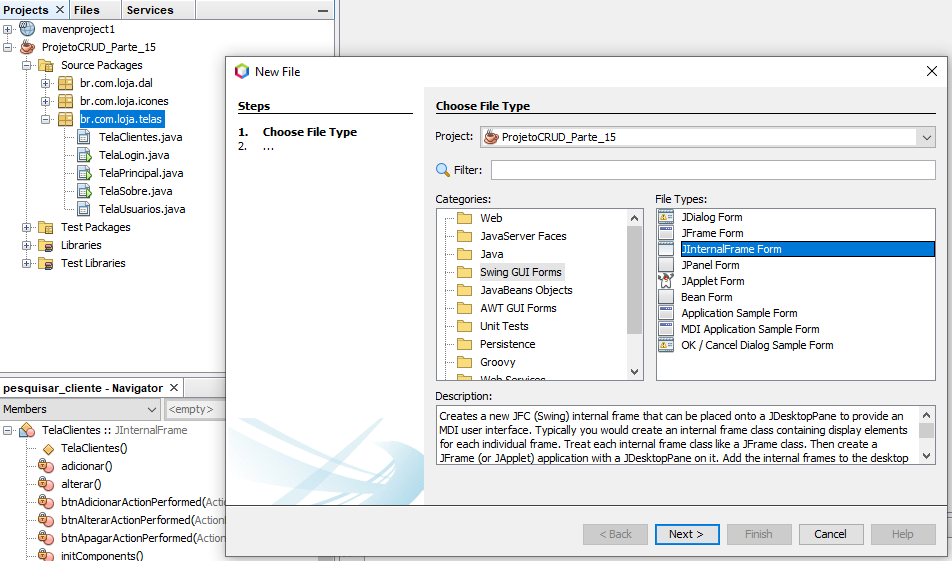 Projects
Files
Services
mavenproject1
ProjetoCRUD_Parte_15
Source Packages
br.com.loja.dal
br.com.loja.icones
br.com.loja.telas
TelaClientes.java
TelaLogin.java
TelaPrincipal.java
TelaSobre.java
TelaUsuarios.java
Test Packages
Libraries
Test Libraries
pesquisar_cliente - Navigator
Members
<empty>
TelaClientes :: JInternalFrame
TelaClientes()
adicionar()
alterar()
btnAdicionarActionPerformed(Actio
btnAlterarActionPerformed(ActionE
btnApagarActionPerformed(Action
initComponents()
New File
Steps
1. Choose File Type
2. ...
Choose File Type
Project: ProjetoCRUD_Parte_15
Filter:
Categories:
Web
JavaServer Faces
Java
Swing GUI Forms
JavaBeans Objects
AWT GUI Forms
Unit Tests
Persistence
Groovy
Web Services
File Types:
JDialog Form
JFrame Form
JInternalFrame Form
JPanel Form
JApplet Form
Bean Form
Application Sample Form
MDI Application Sample Form
OK / Cancel Dialog Sample Form
Description:
Creates a new JFC (Swing) internal frame that can be placed onto a JDesktopPane to provide an
MDI user interface. Typically you would create an internal frame class containing display elements
for each individual frame. Treat each internal frame class like a JFrame class. Then create a
JFrame (or JApplet) application with a JDesktopPane on it. Add the internal frames to the desktop
< Back
Next >
Finish
Cancel
Help